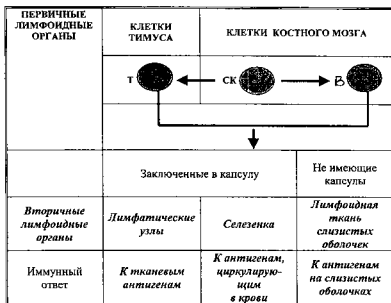 ПЕРВИЧНЫЕ
ЛИМФОИДНЫЕ
ОРГАНЫ
КЛЕТКИ
ТИМУСА
КЛЕТКИ КОСТНОГО МОЗГА
Т
СК
В
Заключенные в капсулу
Не имеющие
капсулы
Вторичные
лимфоидные
органы
Лимфатические
узлы
Селезенка
Лимфоидная
ткань
слизистых
оболочек
Иммунный
ответ
К тканевым
антигенам
К антигенам,
циркулирую-
щим
в крови
К антигенам
на слизистых
оболочках